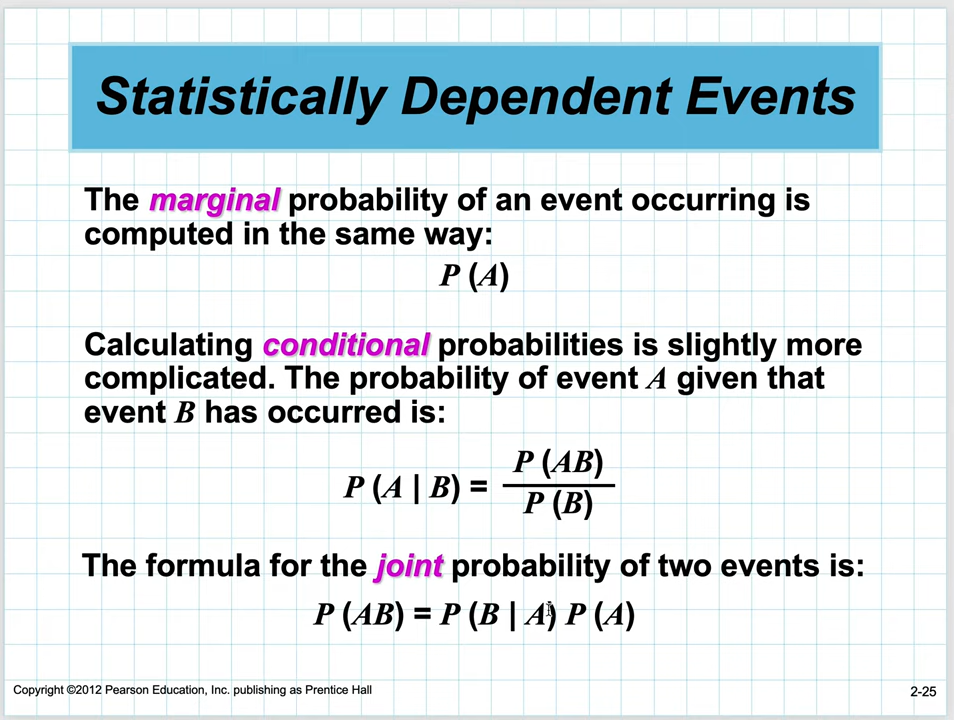 Statistically Dependent Events
The marginal probability of an event occurring is
computed in the same way:
P (A)
Calculating conditional probabilities is slightly more
complicated. The probability of event A given that
event B has occurred is:
P (A | B) = P (AB)
P (B)
The formula for the joint probability of two events is:
P (AB) = P (B | A) P (A)
Copyright ©2012 Pearson Education, Inc. publishing as Prentice Hall
2-25